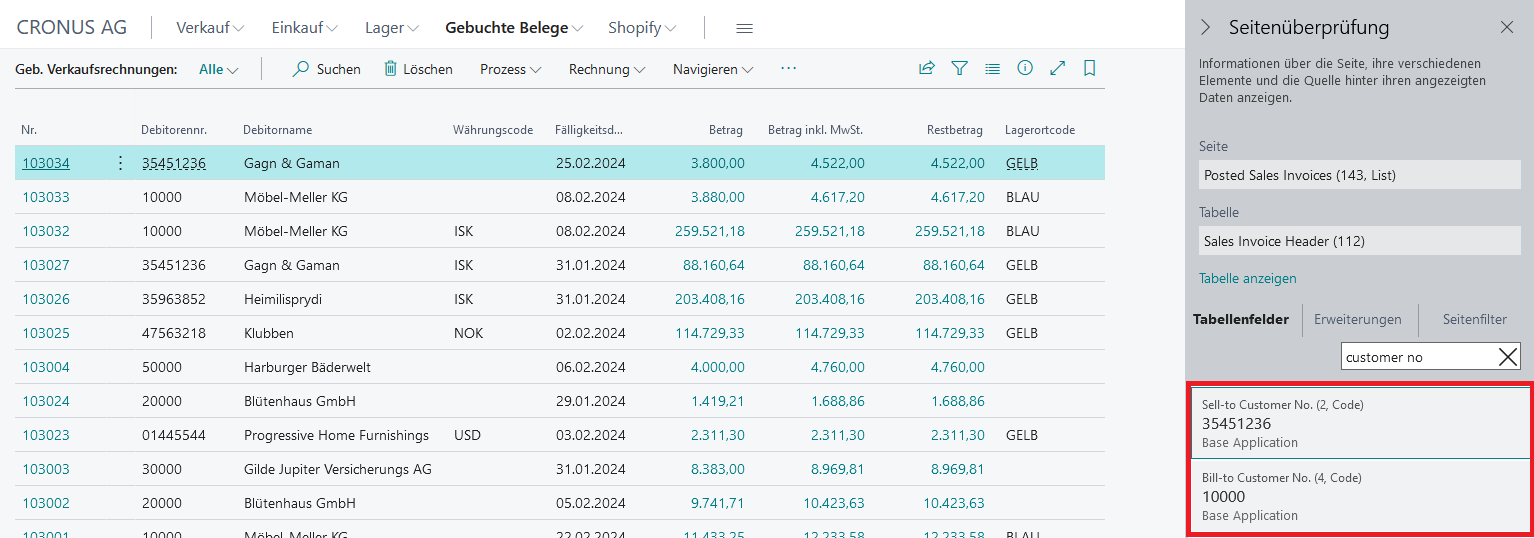 CRONUS AG Verkauf Einkauf Lager Gebuchte Belege Shopify
Geb. Verkaufsrechnungen: Alle Suchen Löschen Prozess Rechnung Navigieren ...
Nr. Debitorennr. Debitorname Währungscode Fälligkeitsd... Betrag Betrag inkl. MwSt. Restbetrag Lagerortcode
103034 35451236 Gagn & Gaman 25.02.2024 3.800,00 4.522,00 4.522,00 GELB
103033 10000 Möbel-Meller KG 08.02.2024 3.880,00 4.617,20 4.617,20 BLAU
103032 10000 Möbel-Meller KG ISK 08.02.2024 259.521,18 259.521,18 259.521,18 BLAU
103027 35451236 Gagn & Gaman ISK 31.01.2024 88.160,64 88.160,64 88.160,64 GELB
103026 35963852 Heimilisprydi ISK 31.01.2024 203.408,16 203.408,16 203.408,16 GELB
103025 47563218 Klubben NOK 02.02.2024 114.729,33 114.729,33 114.729,33 GELB
103004 50000 Harburger Bäderwelt 06.02.2024 4.000,00 4.760,00 4.760,00
103024 20000 Blütenhaus GmbH 29.01.2024 1.419,21 1.688,86 1.688,86
103023 01445544 Progressive Home Furnishings USD 03.02.2024 2.311,30 2.311,30 2.311,30 GELB
103003 30000 Gilde Jupiter Versicherungs AG 31.01.2024 8.383,00 8.969,81 8.969,81
103002 20000 Blütenhaus GmbH 05.02.2024 9.741,71 10.423,63 10.423,63
103001 10000 Möbel-Meller KG 22.02.2024 11.433,25 12.233,58 12.233,58 BLAU
Seitenüberprüfung
Informationen über die Seite, ihre verschiedenen
Elemente und die Quelle hinter ihren angezeigten
Daten anzeigen.
Seite
Posted Sales Invoices (143, List)
Tabelle
Sales Invoice Header (112)
Tabelle anzeigen
Tabellenfelder Erweiterungen Seitenfilter
customer no
Sell-to Customer No. (2, Code)
35451236
Base Application
Bill-to Customer No. (4, Code)
10000
Base Application